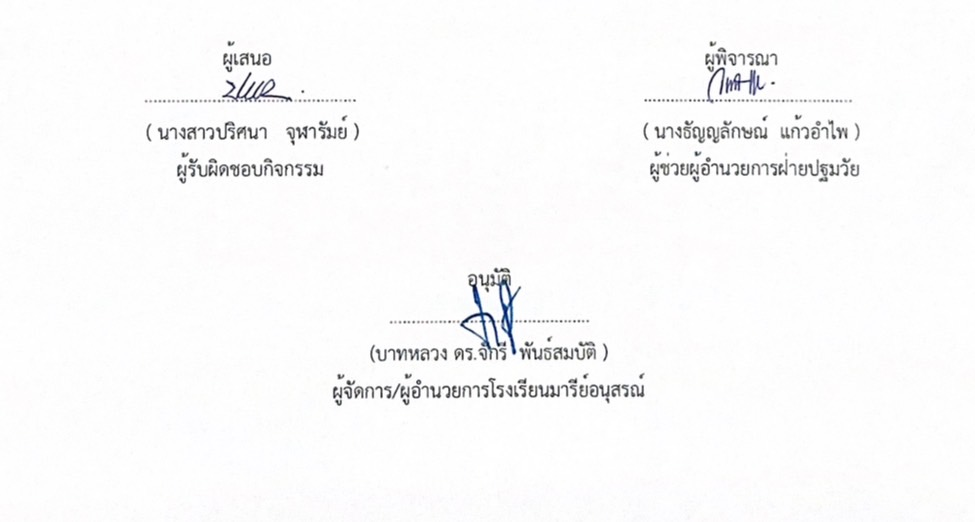 ผู้เสนอ
( นางสาวปริศนา จุฬารัมย์ )
ผู้รับผิดชอบกิจกรรม
ผู้พิจารณา
( นางธัญญลักษณ์ แก้วอำไพ )
ผู้ช่วยผู้อำนวยการฝ่ายปฐมวัย
อนุมัติ
(บาทหลวง ดร.จักรี พันธ์สมบัติ )
ผู้จัดการ/ผู้อำนวยการโรงเรียนมารีย์อนุสรณ์